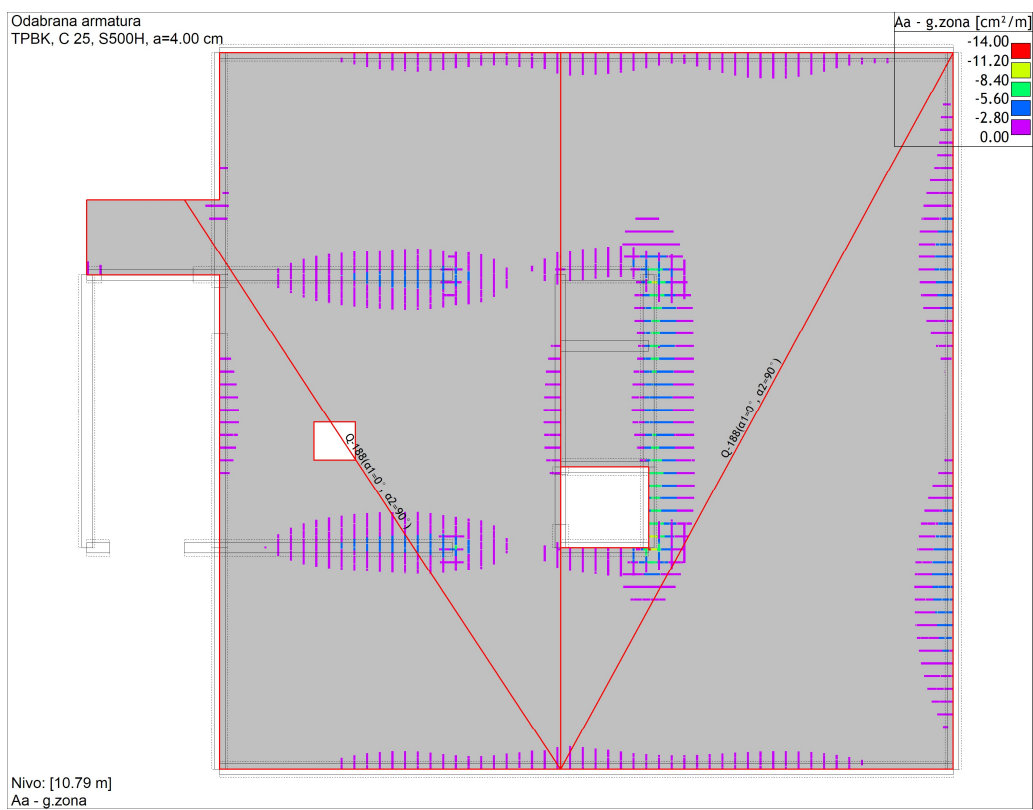 Odabrana armatura
TPBK, C 25, S500H, a=4.00 cm
Aa - g.zona [cm²/m]
-14.00
-11.20
-8.40
-5.60
-2.80
0.00
Q-188(α1=0°, α2=90°)
Q-188(α1=0°, α2=90°)
Nivo: [10.79 m]
Aa - g.zona